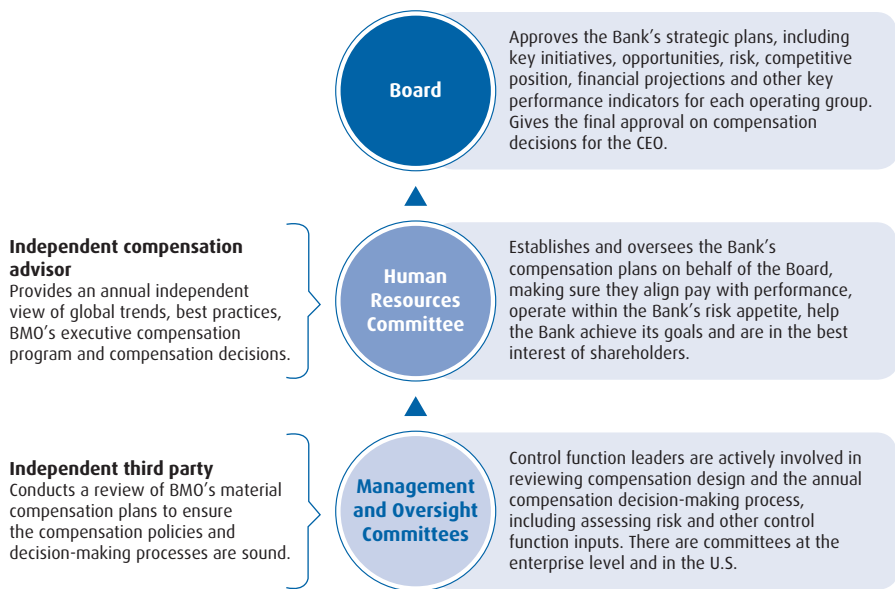 Board
Approves the Bank’s strategic plans, including
key initiatives, opportunities, risk, competitive
position, financial projections and other key
performance indicators for each operating group.
Gives the final approval on compensation
decisions for the CEO.
Independent compensation
advisor
Provides an annual independent
view of global trends, best practices,
BMO’s executive compensation
program and compensation decisions.
Human
Resources
Committee
Establishes and oversees the Bank’s
compensation plans on behalf of the Board,
making sure they align pay with performance,
operate within the Bank’s risk appetite, help
the Bank achieve its goals and are in the best
interest of shareholders.
Independent third party
Conducts a review of BMO’s material
compensation plans to ensure
the compensation policies and
decision-making processes are sound.
Management
and Oversight
Committees
Control function leaders are actively involved in
reviewing compensation design and the annual
compensation decision-making process,
including assessing risk and other control
function inputs. There are committees at the
enterprise level and in the U.S.